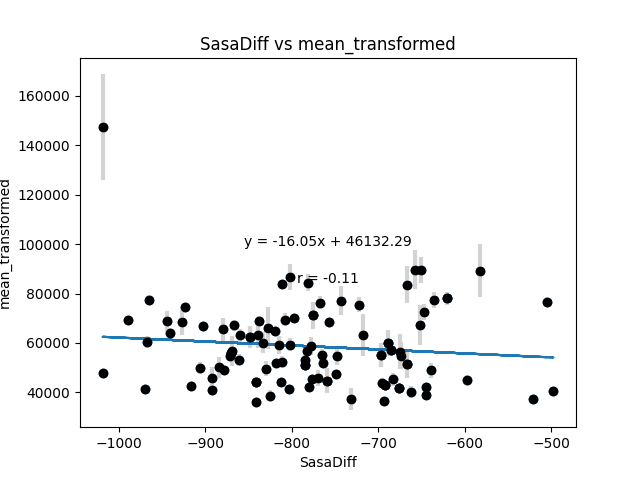 SasaDiff vs mean_transformed
160000
140000
120000
100000
80000
60000
40000
mean_transformed
y = -16.05x + 46132.29
r = -0.11
−1000
−900
−800
−700
−600
−500
SasaDiff